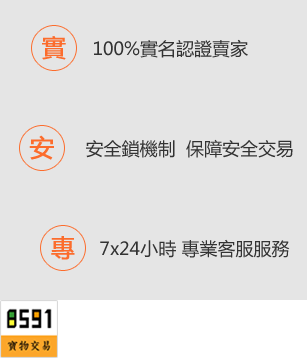 實 100%實名認證賣家
安 安全鎖機制 保障安全交易
專 7x24小時 專業客服服務
8591
寶物交易